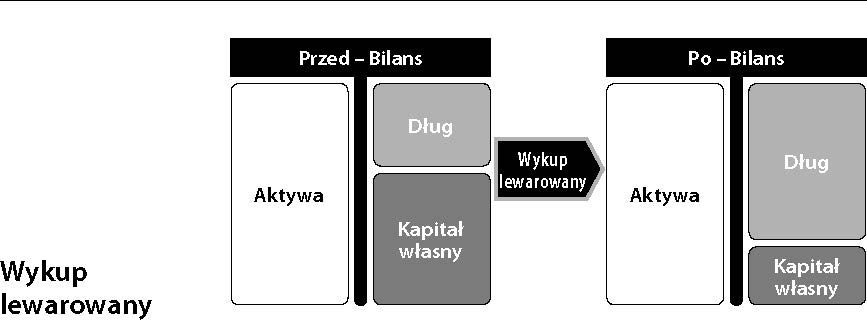 Przed – Bilans
Aktywa
Dług
Kapitał
własny
Wykup
lewarowany
Po – Bilans
Aktywa
Dług
Kapitał
własny
Wykup
lewarowany